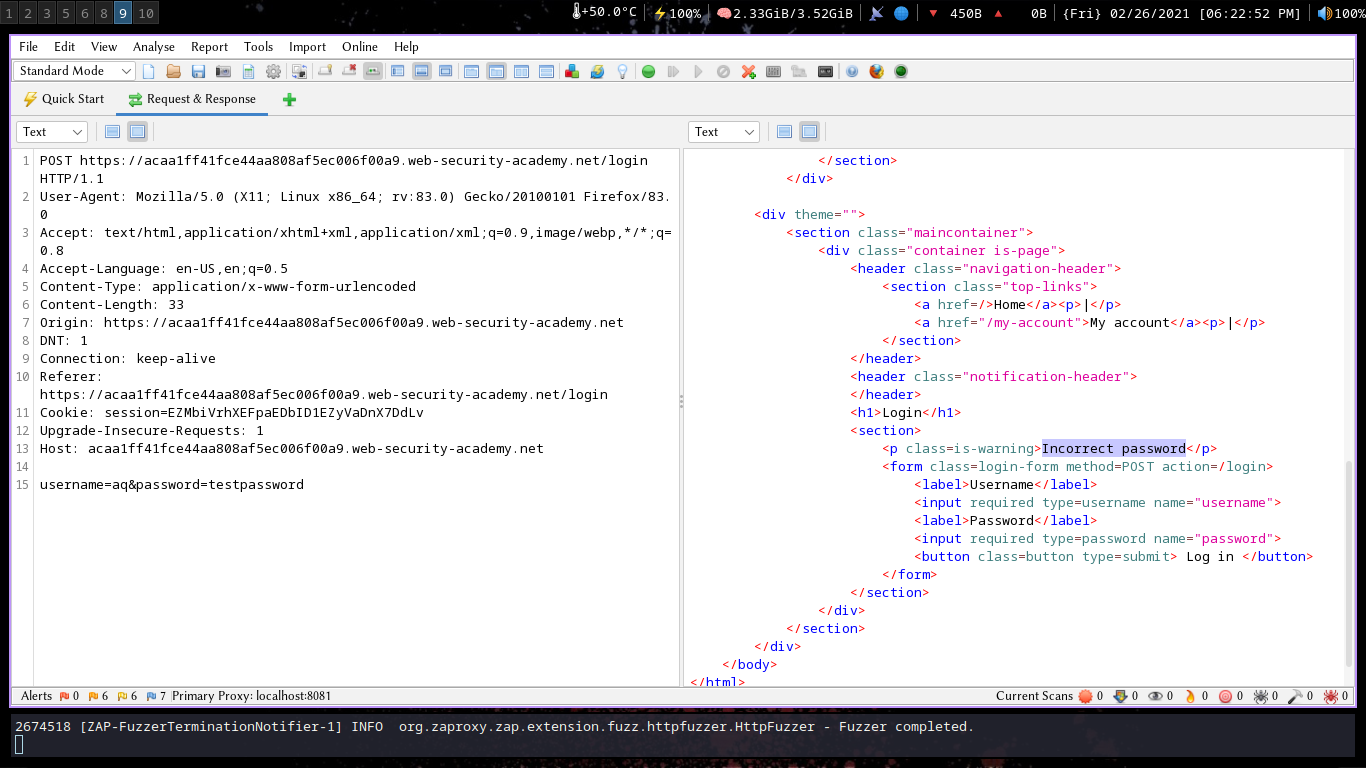 1 2 3 5 6 8 9 10 +50.0°C 100% 2.33GiB/3.52GiB 450B 0B {Fri} 02/26/2021 [06:22:52 PM] 100%
File Edit View Analyse Report Tools Import Online Help
Standard Mode
Quick Start Request & Response
Text
1 POST https://acaa1ff41fce44aa808af5ec006f00a9.web-security-academy.net/login
HTTP/1.1
2 User-Agent: Mozilla/5.0 (X11; Linux x86_64; rv:83.0) Gecko/20100101 Firefox/83.
0
3 Accept: text/html,application/xhtml+xml,application/xml;q=0.9,image/webp,*/*;q=
0.8
4 Accept-Language: en-US,en;q=0.5
5 Content-Type: application/x-www-form-urlencoded
6 Content-Length: 33
7 Origin: https://acaa1ff41fce44aa808af5ec006f00a9.web-security-academy.net
8 DNT: 1
9 Connection: keep-alive
10 Referer:
https://acaa1ff41fce44aa808af5ec006f00a9.web-security-academy.net/login
11 Cookie: session=EZMbiVrhXEFpaEDbID1EZyVaDnX7DdLv
12 Upgrade-Insecure-Requests: 1
13 Host: acaa1ff41fce44aa808af5ec006f00a9.web-security-academy.net
14
15 username=aq&password=testpassword
Text
</section>
</div>
<div theme="">
<section class="maincontainer">
<div class="container is-page">
<header class="navigation-header">
<section class="top-links">
<a href=/>Home</a><p>|</p>
<a href="/my-account">My account</a><p>|</p>
</section>
</header>
<header class="notification-header">
</header>
<h1>Login</h1>
<section>
<p class=is-warning>Incorrect password</p>
<form class=login-form method=POST action=/login>
<label>Username</label>
<input required type=username name="username">
<label>Password</label>
<input required type=password name="password">
<button class=button type=submit> Log in </button>
</form>
</section>
</div>
</section>
</div>
</body>
</html>
Alerts 0 6 6 7 Primary Proxy: localhost:8081 Current Scans 0 0 0 0 0 0 0 0
2674518 [ZAP-FuzzerTerminationNotifier-1] INFO org.zaproxy.zap.extension.fuzz.httpfuzzer.HttpFuzzer - Fuzzer completed.